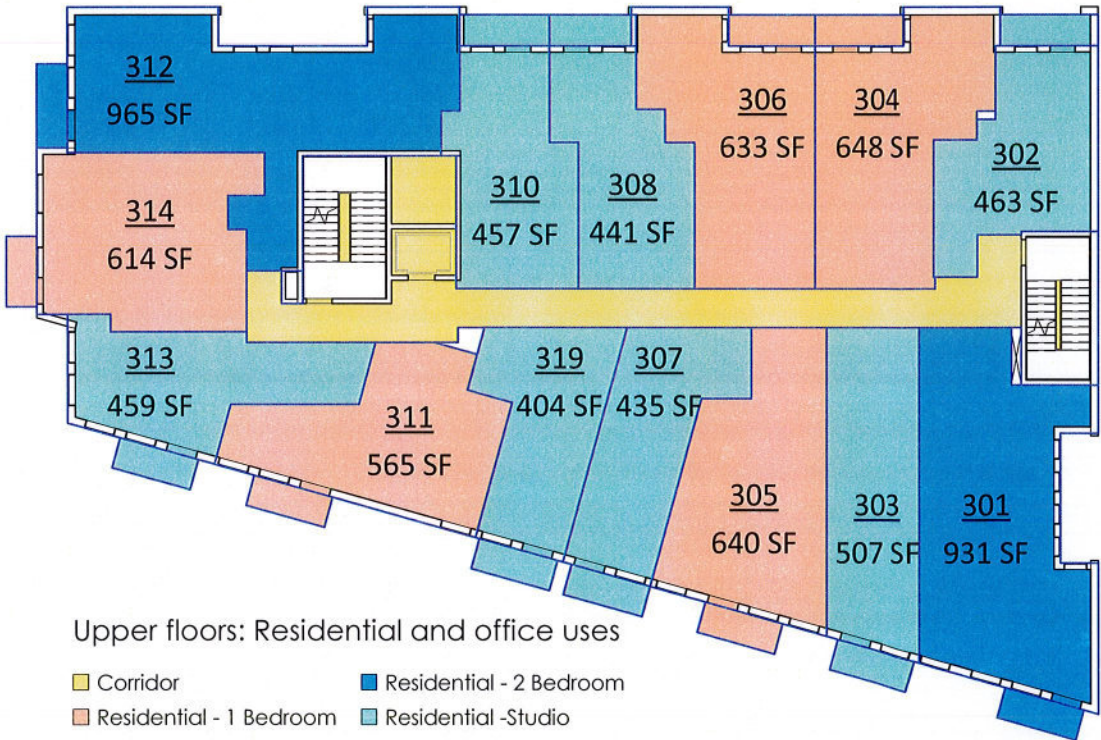 312
965 SF
306
633 SF
304
648 SF
302
463 SF
310
457 SF
308
441 SF
314
614 SF
313
459 SF
319
404 SF
307
435 SF
311
565 SF
305
640 SF
303
507 SF
301
931 SF
Upper floors: Residential and office uses
Corridor
Residential - 2 Bedroom
Residential - 1 Bedroom
Residential -Studio